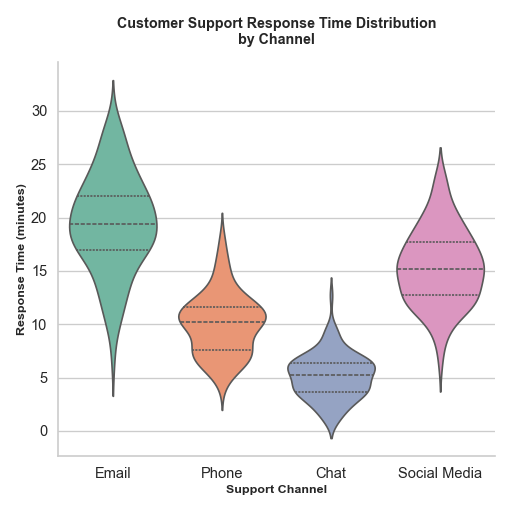 Customer Support Response Time Distribution
by Channel
Response Time (minutes)
30
25
20
15
10
5
0
Email Phone Chat Social Media
Support Channel